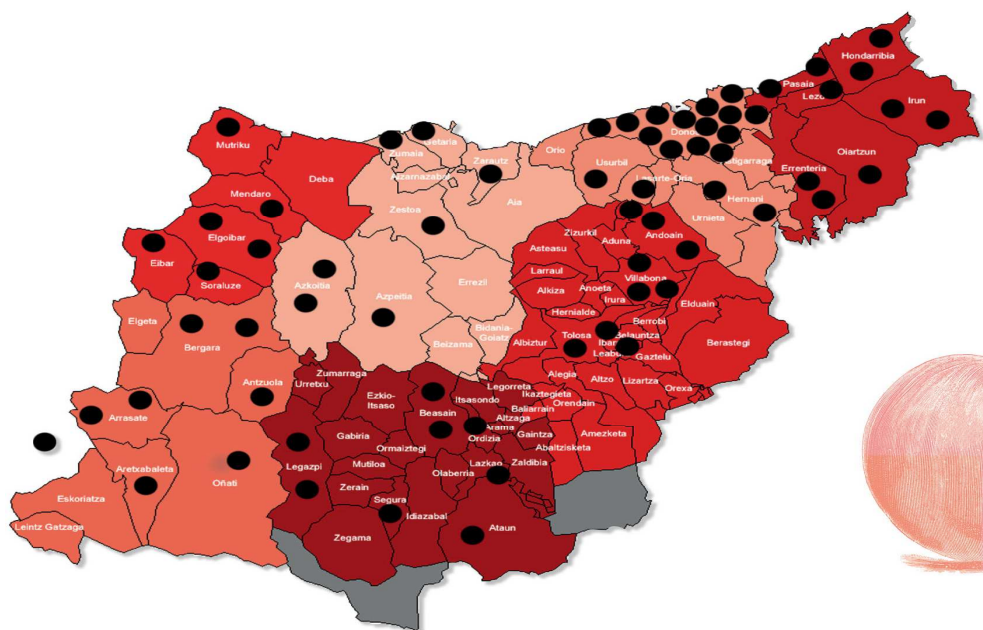 Hondarribia
Pasaia
Lezo
Irun
Mutriku
Getaria
Zumaia
Zarautz
Orio
Oiartzun
Aizarnazabal
Usurbil
Errenteria
Deba
Lasarte-Oria
Mendaro
Zestoa
Aia
Hernani
Urnieta
Elgoibar
Zizurkil
Aduna
Andoain
Asteasu
Eibar
Larraul
Villabona
Soraluze
Errezil
Alkiza
Anoeta
Irura
Elduain
Azkoitia
Azpeitia
Hernialde
Elgeta
Bidania-
Goiatz
Berrobi
Bergara
Beizama
Albiztur
Tolosa
Belauntza
Berastegi
Gaztelu
Zumarraga
Urretxu
Alegia
Altzo
Lizartza
Orexa
Antzuola
Ezkio-
Itsaso
Beasain
Itsasondo
Legorreta
Ikaztegieta
Orendain
Baliarrain
Altzaga
Arama
Arrasate
Gabiria
Ormaiztegi
Ordizia
Gaintza
Amezketa
Abaltzisketa
Aretxabaleta
Legazpi
Mutiloa
Olaberria
Lazkao
Zaldibia
Oñati
Zerain
Segura
Eskoriatza
Idiazabal
Ataun
Leintz Gatzaga
Zegama